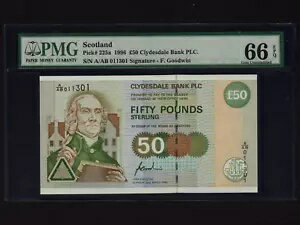 PMG
PAPER MONEY GUARANTY
Scotland
Pick# 225a 1996 £50 Clydesdale Bank PLC.
S/N A/AB 011301 Signature - F. Goodwin
66 EPQ
Gem Uncirculated
A/AB 011301
CLYDESDALE BANK PLC
£50
FIFTY POUNDS
STERLING
50